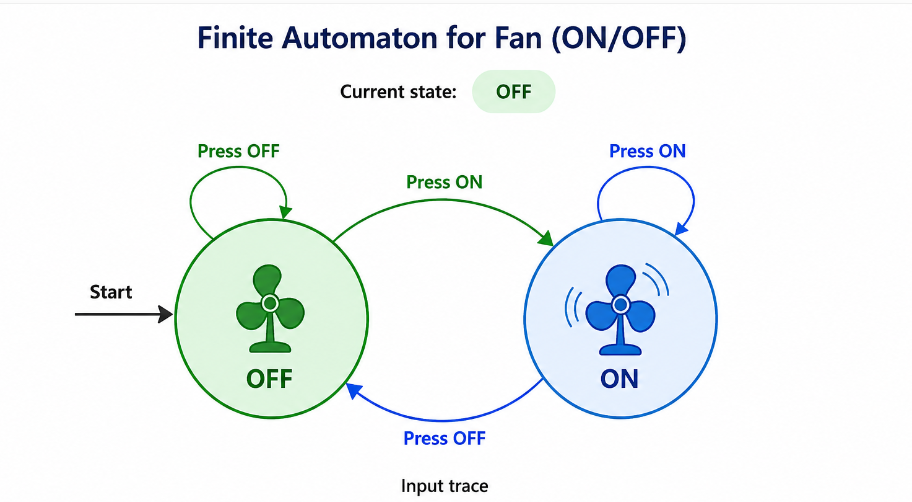 Finite Automaton for Fan (ON/OFF)
Current state: OFF
Press OFF
Press ON
Press ON
Start
OFF
ON
Press OFF
Input trace